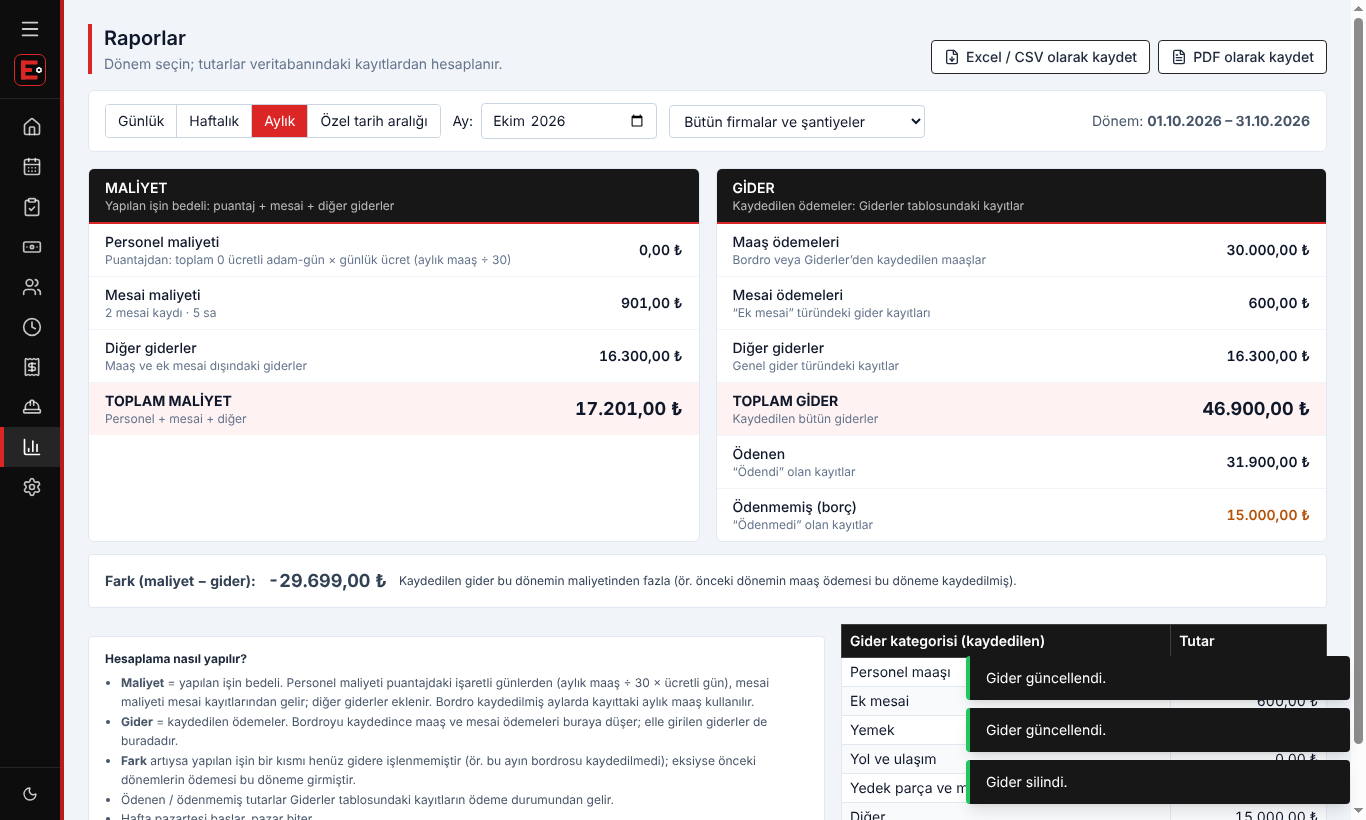 Raporlar
Dönem seçin; tutarlar veritabanındaki kayıtlardan hesaplanır.
Excel / CSV olarak kaydet
PDF olarak kaydet
Günlük
Haftalık
Aylık
Özel tarih aralığı
Ay:
Ekim 2026
Bütün firmalar ve şantiyeler
Dönem: 01.10.2026 – 31.10.2026
MALİYET
Yapılan işin bedeli: puantaj + mesai + diğer giderler
Personel maliyeti
Puantajdan: toplam 0 ücretli adam-gün × günlük ücret (aylık maaş ÷ 30)
0,00 ₺
Mesai maliyeti
2 mesai kaydı · 5 sa
901,00 ₺
Diğer giderler
Maaş ve ek mesai dışındaki giderler
16.300,00 ₺
TOPLAM MALİYET
Personel + mesai + diğer
17.201,00 ₺
GİDER
Kaydedilen ödemeler: Giderler tablosundaki kayıtlar
Maaş ödemeleri
Bordro veya Giderler’den kaydedilen maaşlar
30.000,00 ₺
Mesai ödemeleri
“Ek mesai” türündeki gider kayıtları
600,00 ₺
Diğer giderler
Genel gider türündeki kayıtlar
16.300,00 ₺
TOPLAM GİDER
Kaydedilen bütün giderler
46.900,00 ₺
Ödenen
“Ödendi” olan kayıtlar
31.900,00 ₺
Ödenmemiş (borç)
“Ödenmedi” olan kayıtlar
15.000,00 ₺
Fark (maliyet – gider): -29.699,00 ₺ Kaydedilen gider bu dönemin maliyetinden fazla (ör. önceki dönemin maaş ödemesi bu döneme kaydedilmiş).
Hesaplama nasıl yapılır?
• Maliyet = yapılan işin bedeli. Personel maliyeti puantajdaki işaretli günlerden (aylık maaş ÷ 30 × ücretli gün), mesai
maliyeti mesai kayıtlarından gelir; diğer giderler eklenir. Bordro kaydedilmiş aylarda kayıttaki aylık maaş kullanılır.
• Gider = kaydedilen ödemeler. Bordroyu kaydedince maaş ve mesai ödemeleri buraya düşer; elle girilen giderler de
buradadır.
• Fark artıysa yapılan işin bir kısmı henüz gidere işlenmemiştir (ör. bu ayın bordrosu kaydedilmedi); eksiyse önceki
dönemlerin ödemesi bu döneme girmiştir.
• Ödenen / ödenmemiş tutarlar Giderler tablosundaki kayıtların ödeme durumundan gelir.
• Hafta pazartesi başlar, pazar biter.
Gider kategorisi (kaydedilen)
Tutar
Personel maaşı
Ek mesai
600,00 ₺
Yemek
Yol ve ulaşım
0,00 ₺
Yedek parça ve
Diğer
15.000,00 ₺
Gider güncellendi.
Gider güncellendi.
Gider silindi.